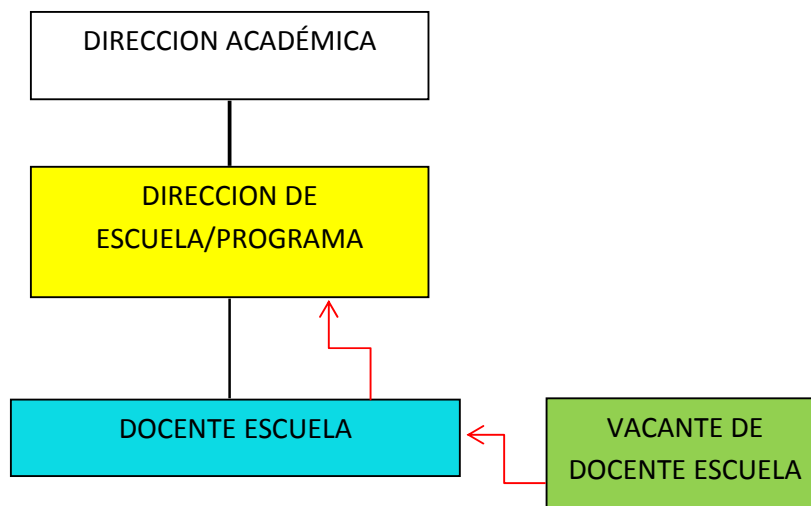 DIRECCION ACADÉMICA
DIRECCION DE
ESCUELA/PROGRAMA
DOCENTE ESCUELA
VACANTE DE
DOCENTE ESCUELA